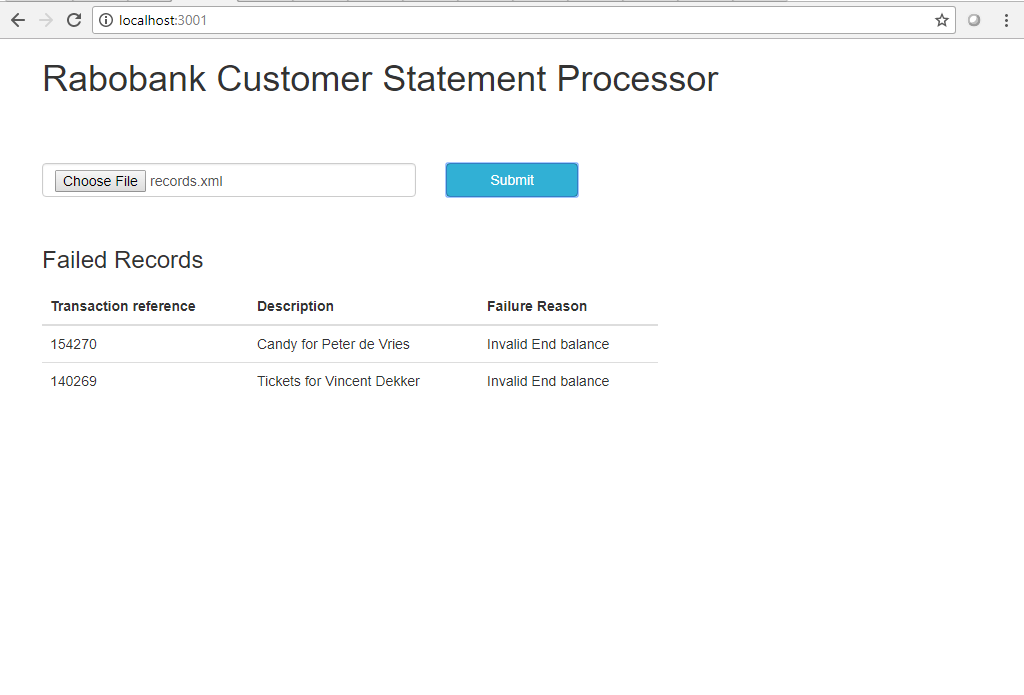 localhost:3001
Rabobank Customer Statement Processor
Choose File records.xml Submit
Failed Records
Transaction reference Description Failure Reason
154270 Candy for Peter de Vries Invalid End balance
140269 Tickets for Vincent Dekker Invalid End balance